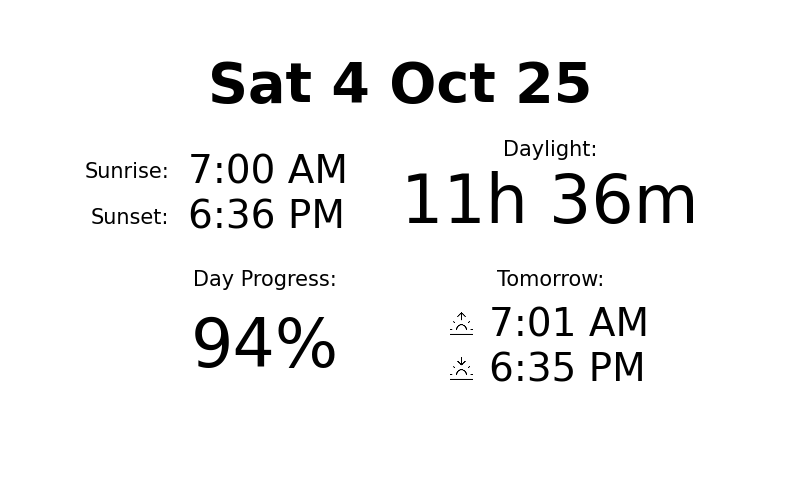 Sat 4 Oct 25
Sunrise: 7:00 AM
Sunset: 6:36 PM
Daylight:
11h 36m
Day Progress:
94%
Tomorrow:
7:01 AM
6:35 PM